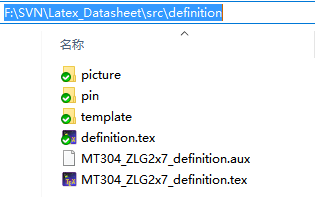 F:\SVN\Latex_Datasheet\src\definition
名称
picture
pin
template
definition.tex
MT304_ZLG2x7_definition.aux
MT304_ZLG2x7_definition.tex